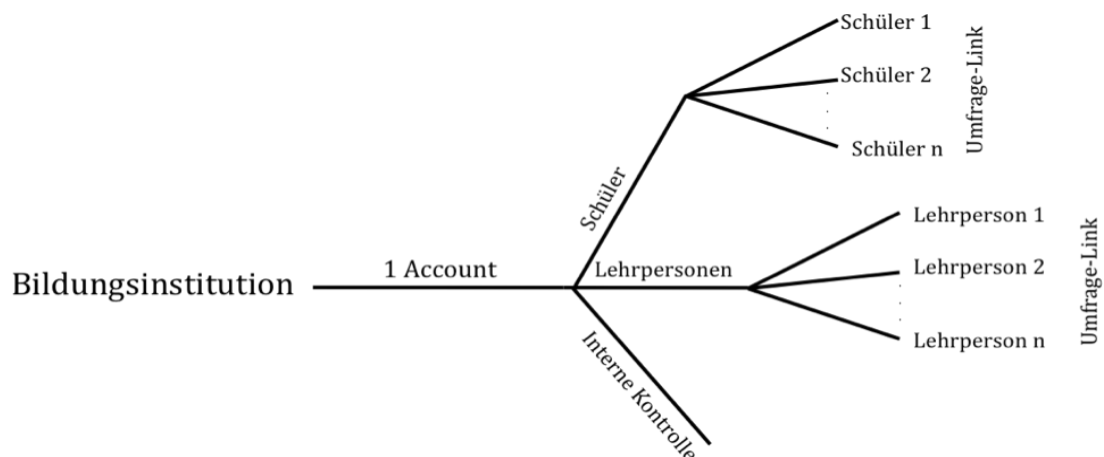 Schüler 1
Schüler 2
Schüler n
Umfrage-Link
Schüler
Lehrperson 1
Lehrperson 2
Lehrperson n
Umfrage-Link
Lehrpersonen
1 Account
Bildungsinstitution
Interne Kontrolle